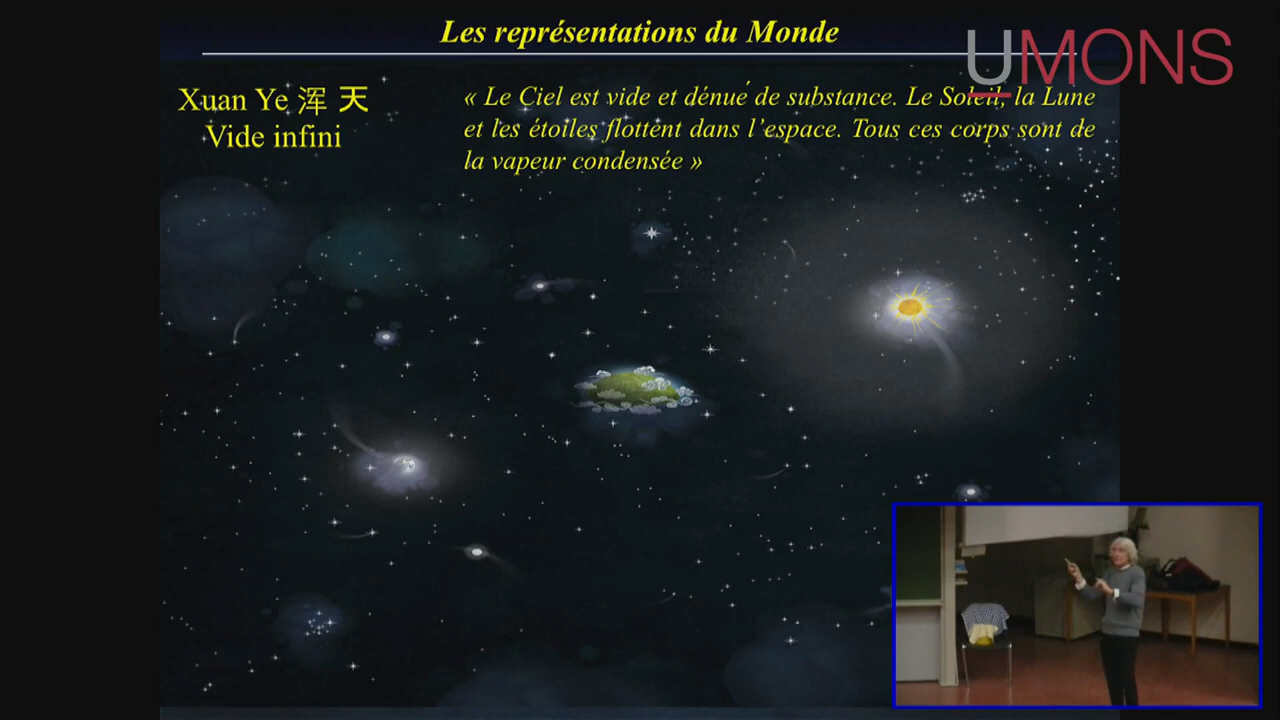 Les représentations du Monde
UMONS
Xuan Ye 浑 天
Vide infini
« Le Ciel est vide et dénué de substance. Le Soleil, la Lune
et les étoiles flottent dans l’espace. Tous ces corps sont de
la vapeur condensée »